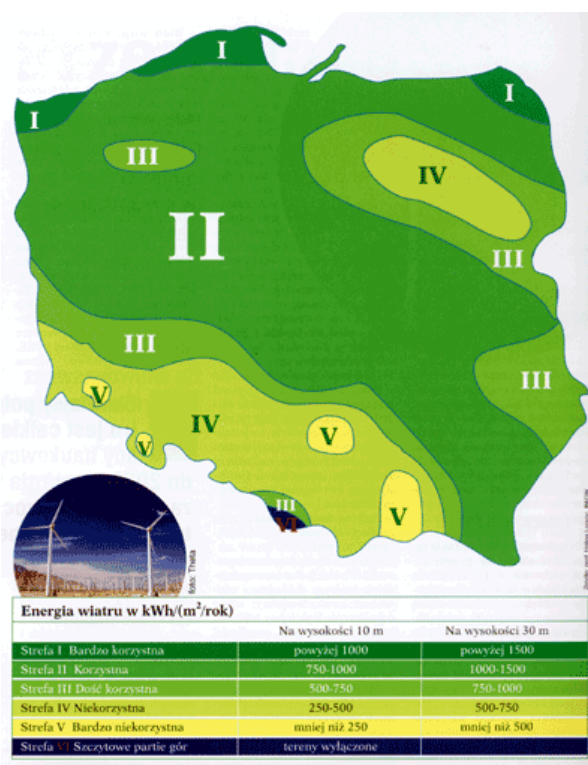 I
I
I
III
IV
II
III
III
III
V
IV
V
V
V
III
VI
foto: Theta
Energia wiatru w kWh/(m²/rok)
Na wysokości 10 m Na wysokości 30 m
Strefa I Bardzo korzystna powyżej 1000 powyżej 1500
Strefa II Korzystna 750-1000 1000-1500
Strefa III Dość korzystna 500-750 750-1000
Strefa IV Niekorzystna 250-500 500-750
Strefa V Bardzo niekorzystna mniej niż 250 mniej niż 500
Strefa VI Szczytowe partie gór tereny wyłączone